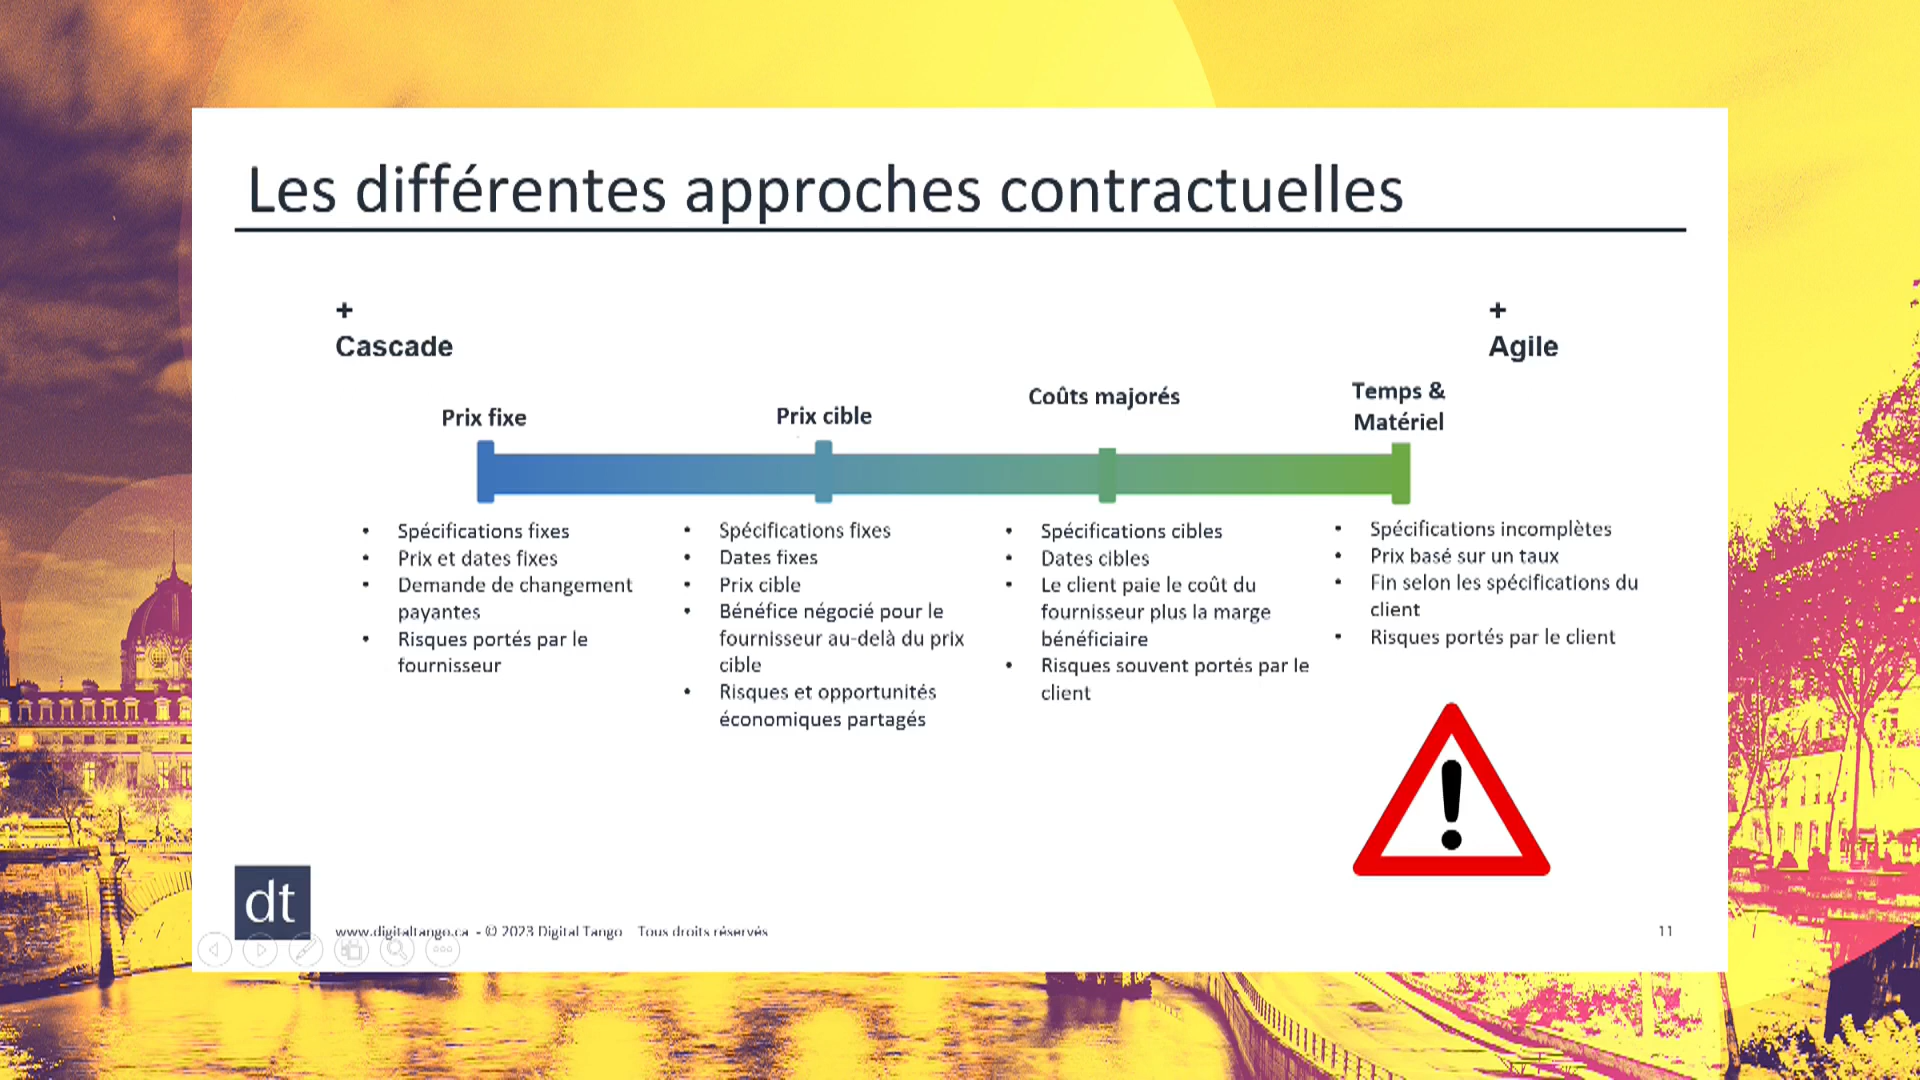 Les différentes approches contractuelles
+
Cascade
+
Agile
Prix fixe
Prix cible
Coûts majorés
Temps &
Matériel
• Spécifications fixes
• Prix et dates fixes
• Demande de changement
payantes
• Risques portés par le
fournisseur
• Spécifications fixes
• Dates fixes
• Prix cible
• Bénéfice négocié pour le
fournisseur au-delà du prix
cible
• Risques et opportunités
économiques partagés
• Spécifications cibles
• Dates cibles
• Le client paie le coût du
fournisseur plus la marge
bénéficiaire
• Risques souvent portés par le
client
• Spécifications incomplètes
• Prix basé sur un taux
• Fin selon les spécifications du
client
• Risques portés par le client
!
dt
www.digitaltango.ca - © 2023 Digital Tango Tous droits réservés
11